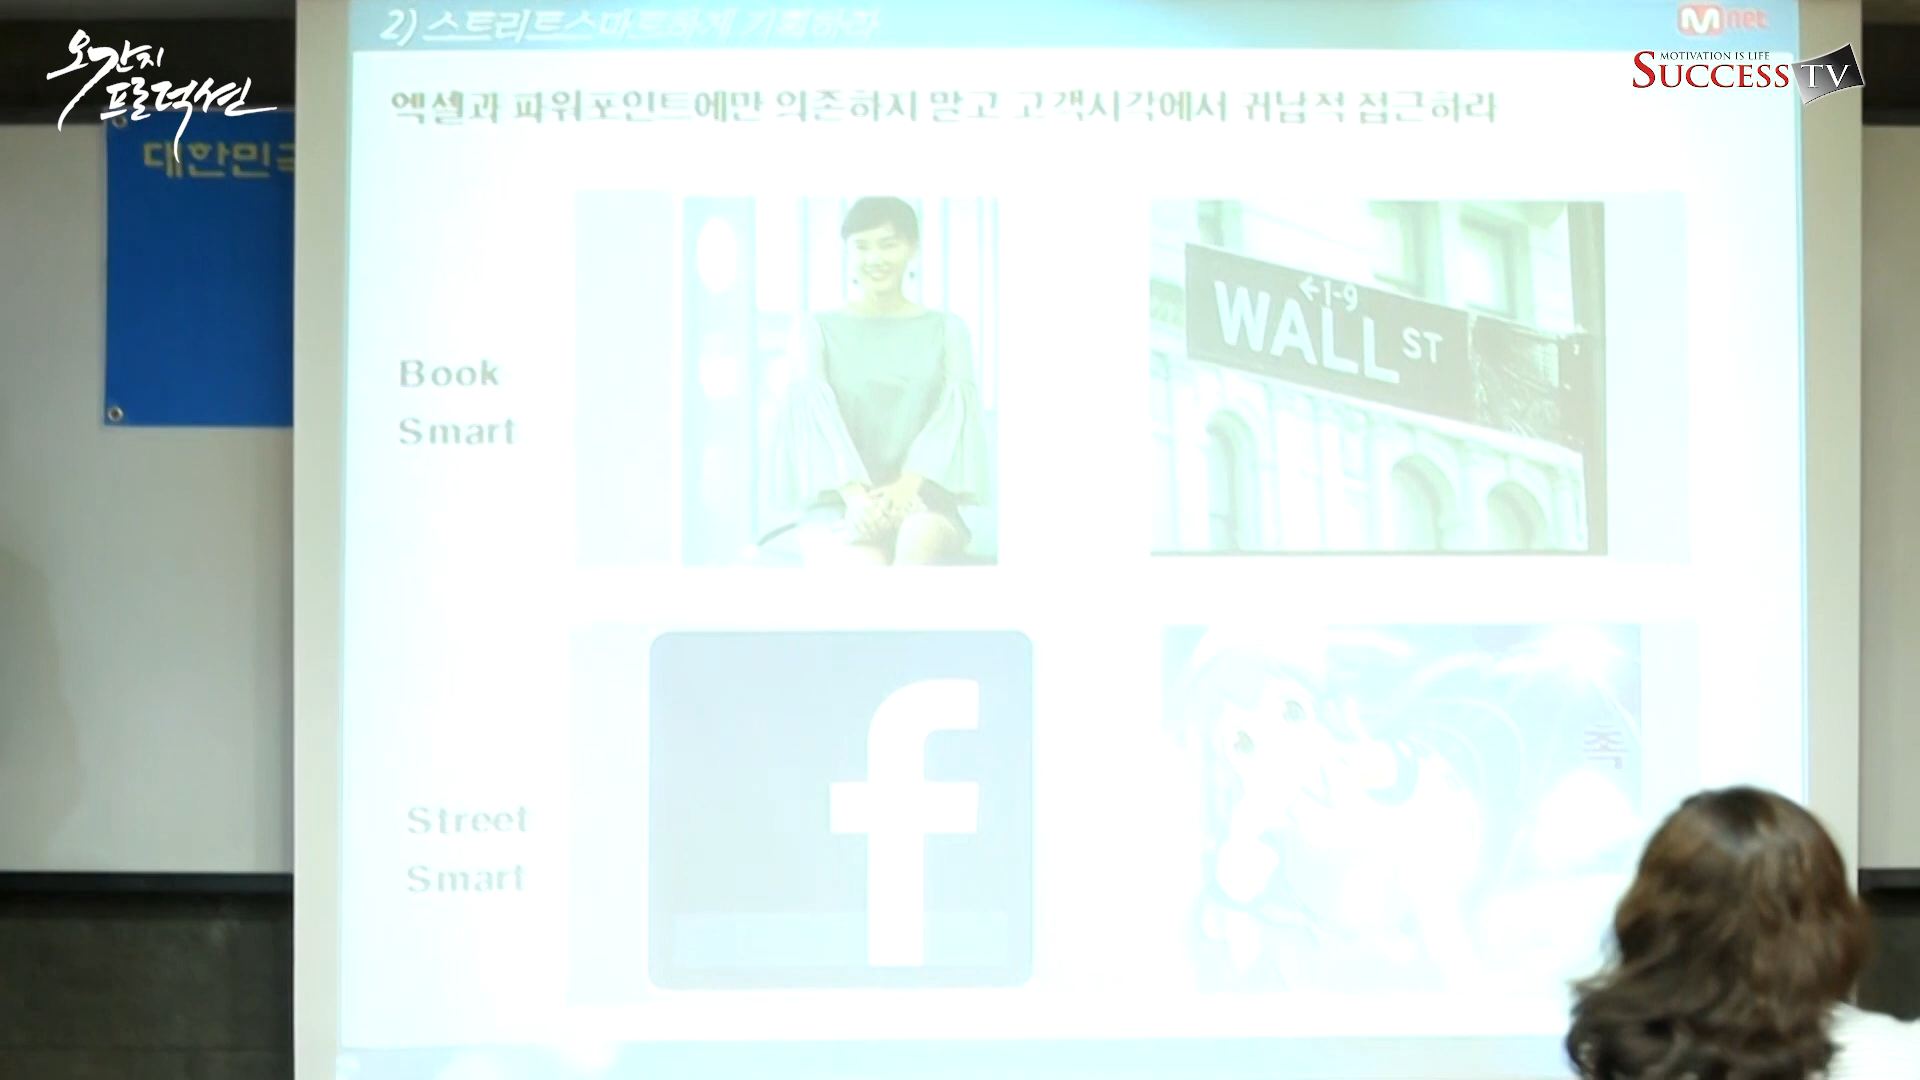 오간지
프로덕션
2) 스트리트스마트하게 기획하라
Mnet
MOTIVATION IS LIFE
SUCCESS TV
엑셀과 파워포인트에만 의존하지 말고 고객시각에서 귀납적 접근하라
대한민국
Book
Smart
←1-9
WALL ST
f
Street
Smart
촉